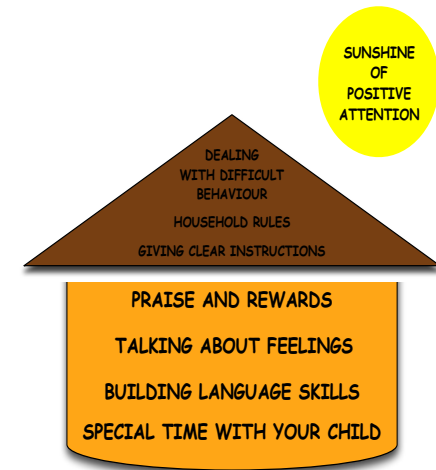 SUNSHINE
OF
POSITIVE
ATTENTION
DEALING
WITH DIFFICULT
BEHAVIOUR
HOUSEHOLD RULES
GIVING CLEAR INSTRUCTIONS
PRAISE AND REWARDS
TALKING ABOUT FEELINGS
BUILDING LANGUAGE SKILLS
SPECIAL TIME WITH YOUR CHILD